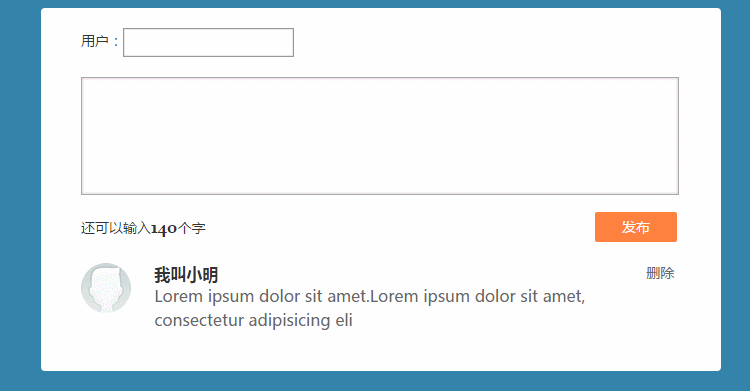 用户：
还可以输入140个字
发布
我叫小明
删除
Lorem ipsum dolor sit amet.Lorem ipsum dolor sit amet,
consectetur adipisicing eli